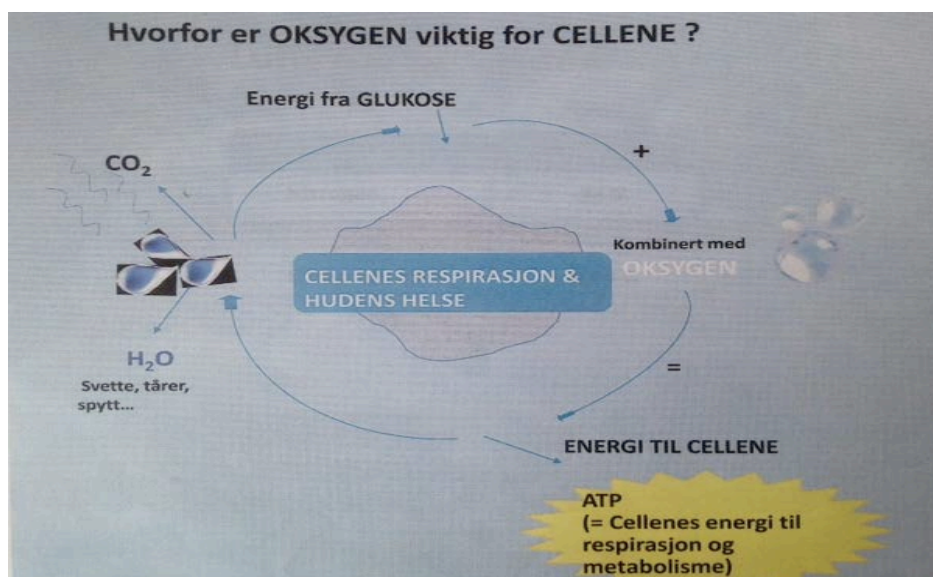 Hvorfor er OKSYGEN viktig for CELLENE ?
Energi fra GLUKOSE
+
CO₂
Kombinert med
OKSYGEN
CELLENES RESPIRASJON &
HUDENS HELSE
H₂O
Svette, tårer,
spytt...
=
ENERGI TIL CELLENE
ATP
(= Cellenes energi til
respirasjon og
metabolisme)